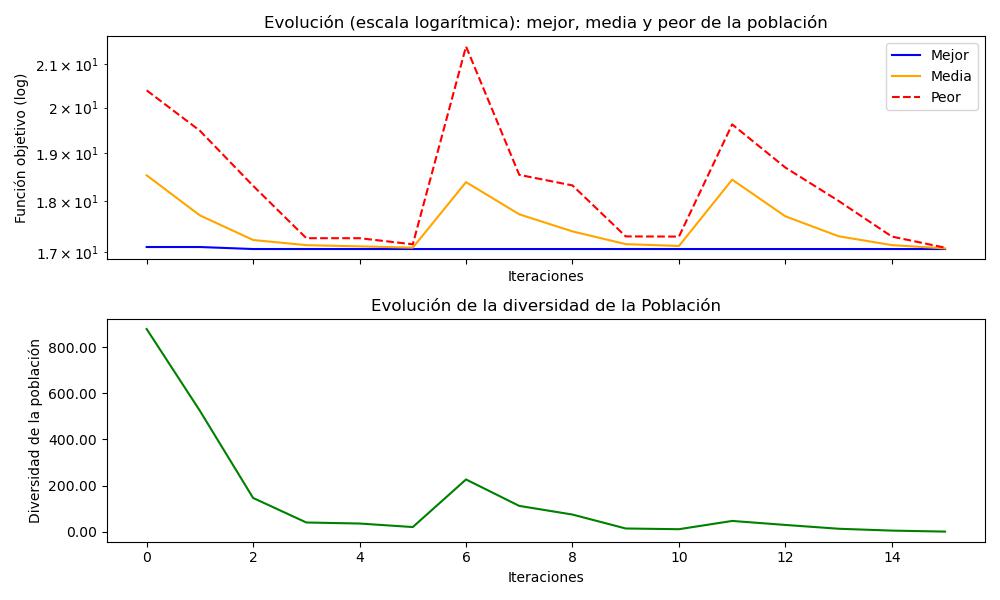 Evolución (escala logarítmica): mejor, media y peor de la población
Función objetivo (log)
2.1 × 10¹
2 × 10¹
1.9 × 10¹
1.8 × 10¹
1.7 × 10¹
Mejor
Media
Peor
Iteraciones
Evolución de la diversidad de la Población
Diversidad de la población
800.00
600.00
400.00
200.00
0.00
0 2 4 6 8 10 12 14
Iteraciones